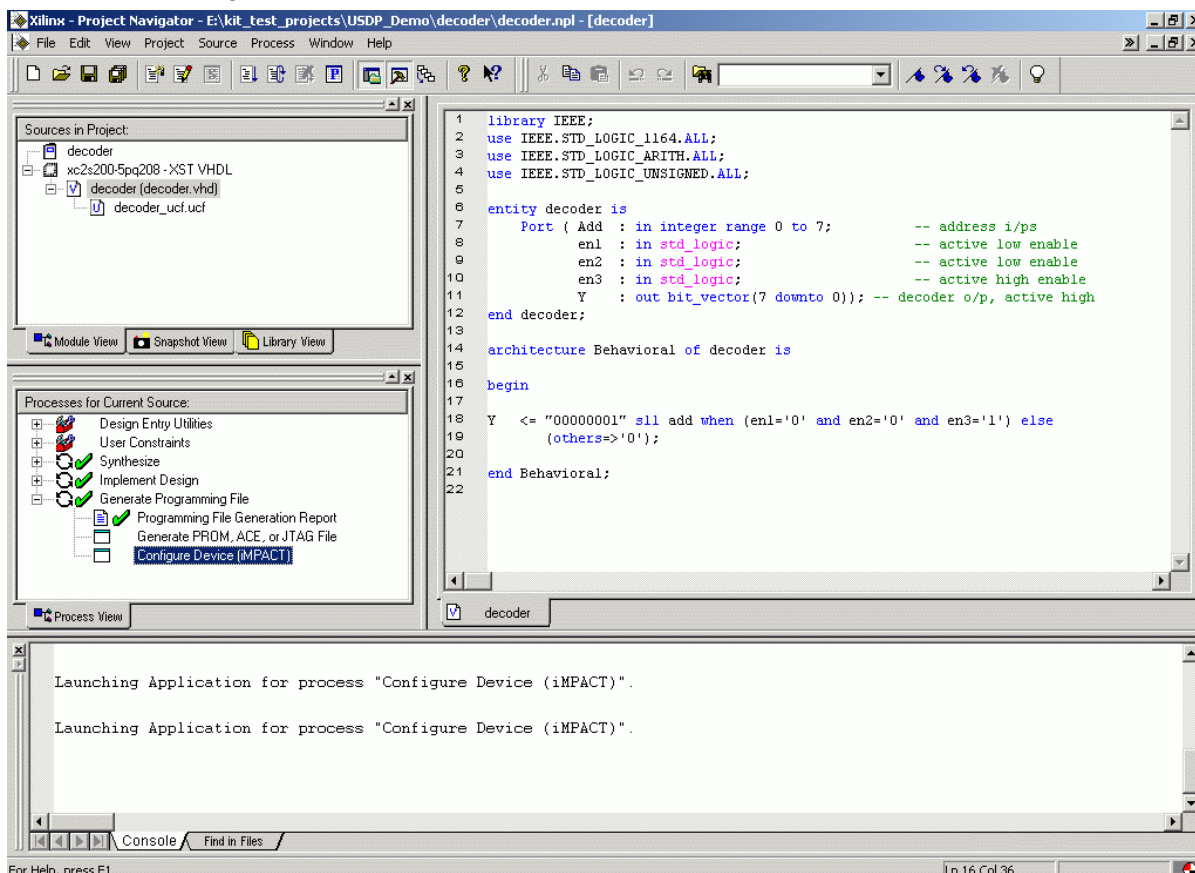 Xilinx - Project Navigator - E:\kit_test_projects\USDP_Demo\decoder\decoder.npl - [decoder]
File Edit View Project Source Process Window Help
Sources in Project:
decoder
xc2s200-5pq208 - XST VHDL
decoder (decoder.vhd)
decoder_ucf.ucf
Module View Snapshot View Library View
Processes for Current Source:
Design Entry Utilities
User Constraints
Synthesize
Implement Design
Generate Programming File
Programming File Generation Report
Generate PROM, ACE, or JTAG File
Configure Device (iMPACT)
Process View
1 library IEEE;
2 use IEEE.STD_LOGIC_1164.ALL;
3 use IEEE.STD_LOGIC_ARITH.ALL;
4 use IEEE.STD_LOGIC_UNSIGNED.ALL;
5
6 entity decoder is
7 Port ( Add : in integer range 0 to 7; -- address i/ps
8 en1 : in std_logic; -- active low enable
9 en2 : in std_logic; -- active low enable
10 en3 : in std_logic; -- active high enable
11 Y : out bit_vector(7 downto 0)); -- decoder o/p, active high
12 end decoder;
13
14 architecture Behavioral of decoder is
15
16 begin
17
18 Y <= "00000001" sll add when (en1='0' and en2='0' and en3='1') else
19 (others=>'0');
20
21 end Behavioral;
22
decoder
Launching Application for process "Configure Device (iMPACT)".
Launching Application for process "Configure Device (iMPACT)".
Console Find in Files
For Help, press F1
Ln 16 Col 36